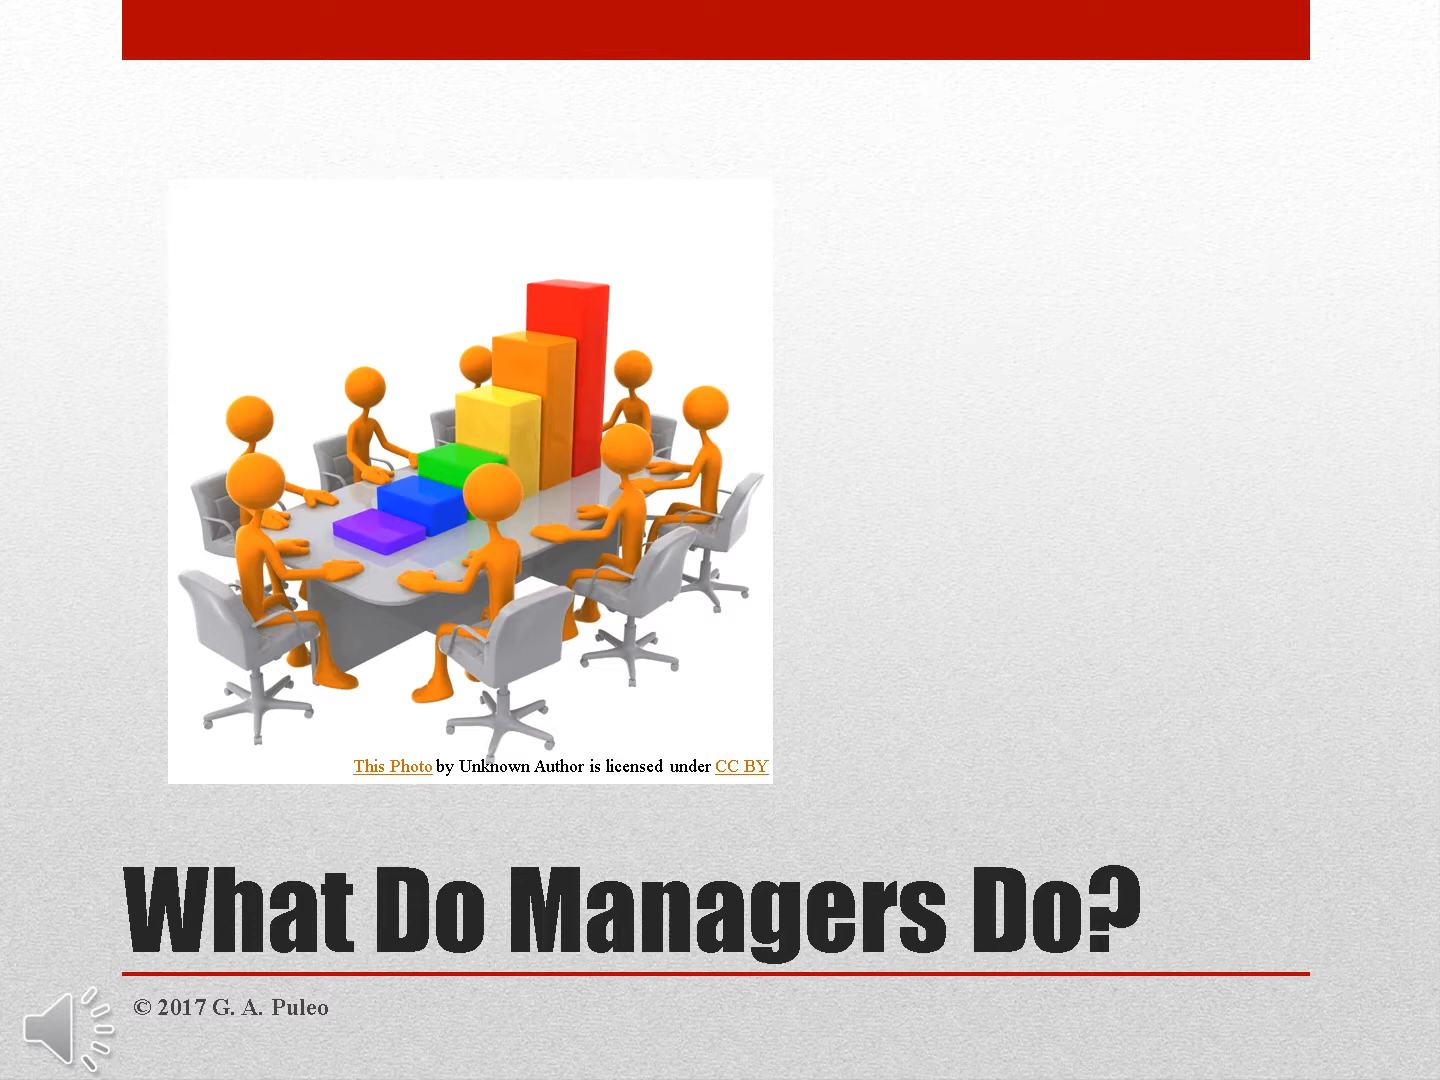 This Photo by Unknown Author is licensed under CC BY
What Do Managers Do?
© 2017 G. A. Puleo